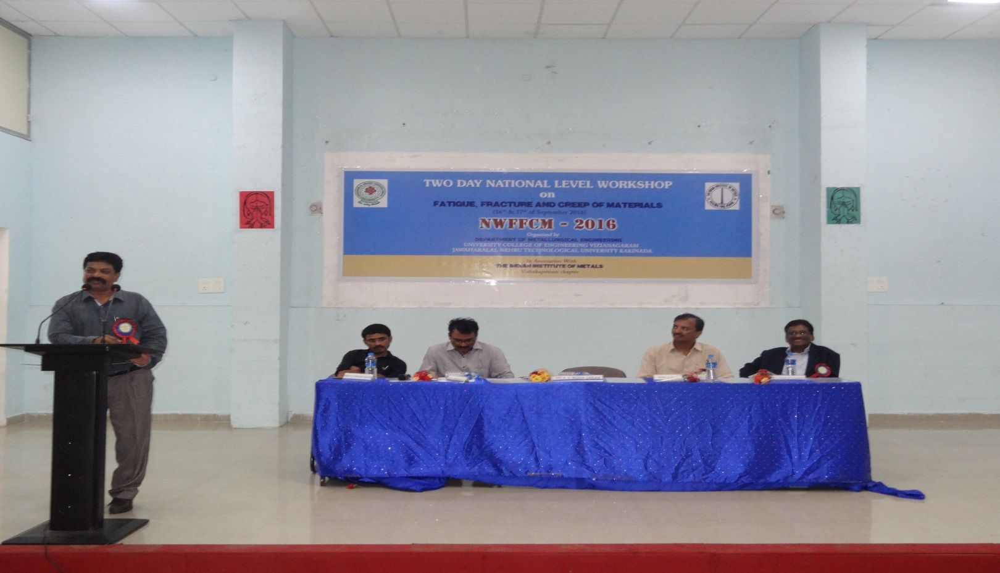 TWO DAY NATIONAL LEVEL WORKSHOP
on
FATIGUE, FRACTURE AND CREEP OF MATERIALS
(16th & 17th of September 2016)
NWFFCM - 2016
Organised by
DEPARTMENT OF METALLURGICAL ENGINEERING
UNIVERSITY COLLEGE OF ENGINEERING VIZIANAGARAM
JAWAHARALAL NEHRU TECHNOLOGICAL UNIVERSITY KAKINADA
In Association With
THE INDIAN INSTITUTE OF METALS
Vishakapatnam chapter